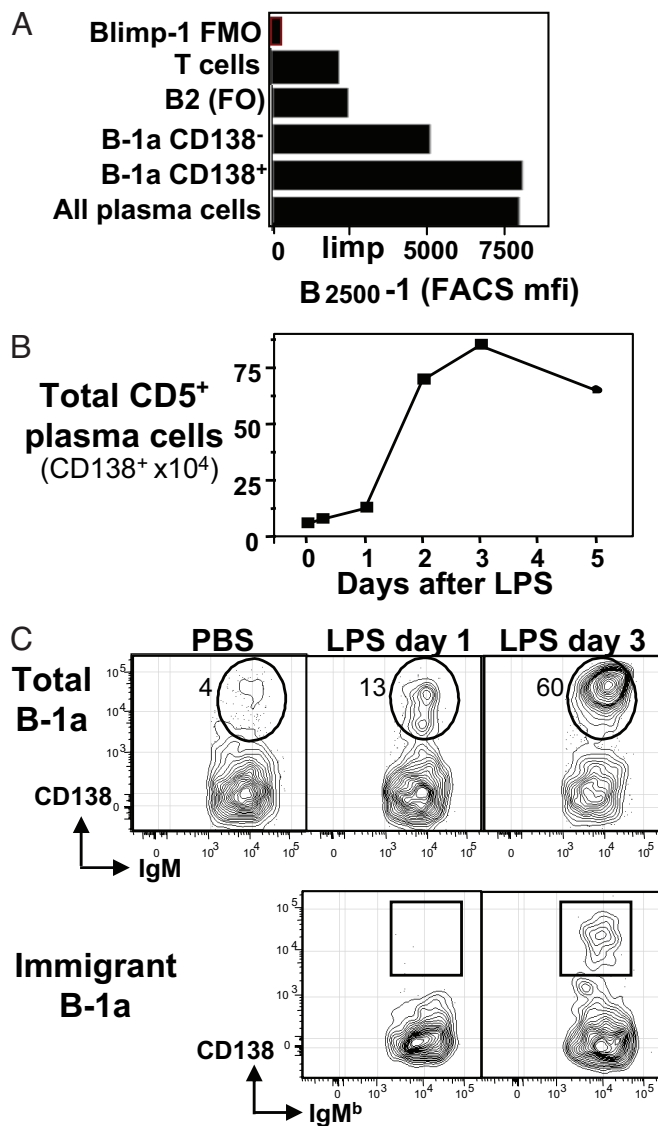 A
Blimp-1 FMO
T cells
B2 (FO)
B-1a CD138-
B-1a CD138+
All plasma cells
0 limp 5000 7500
B 2500 -1 (FACS mfi)
B
Total CD5+
plasma cells
(CD138+ x10⁴)
75
50
25
0
0 1 2 3 4 5
Days after LPS
C
PBS LPS day 1 LPS day 3
Total
B-1a
10⁵
10⁴
10³
0
4 13 60
CD138
0 10³ 10⁴ 10⁵ 0 10³ 10⁴ 10⁵ 0 10³ 10⁴ 10⁵
IgM
Immigrant
B-1a
10⁵
10⁴
10³
0
CD138
0 10³ 10⁴ 10⁵ 0 10³ 10⁴ 10⁵
IgMᵇ